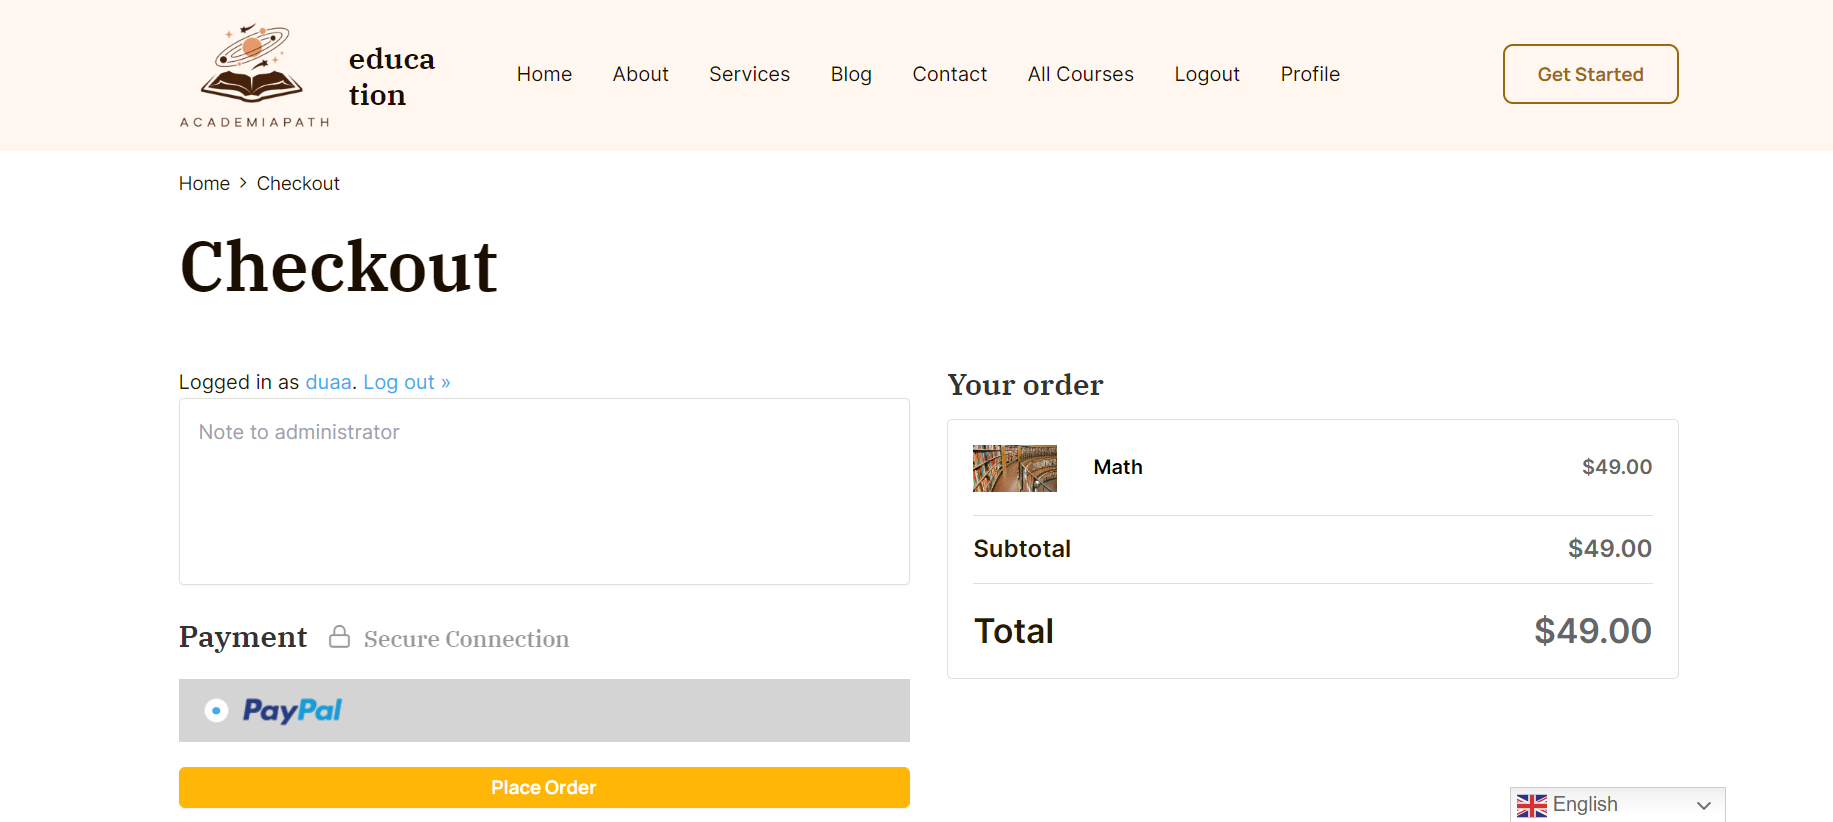 ACADEMIAPATH
educa
tion
Home About Services Blog Contact All Courses Logout Profile
Get Started
Home > Checkout
Checkout
Logged in as duaa. Log out »
Note to administrator
Payment Secure Connection
PayPal
Place Order
Your order
Math $49.00
Subtotal $49.00
Total $49.00
English